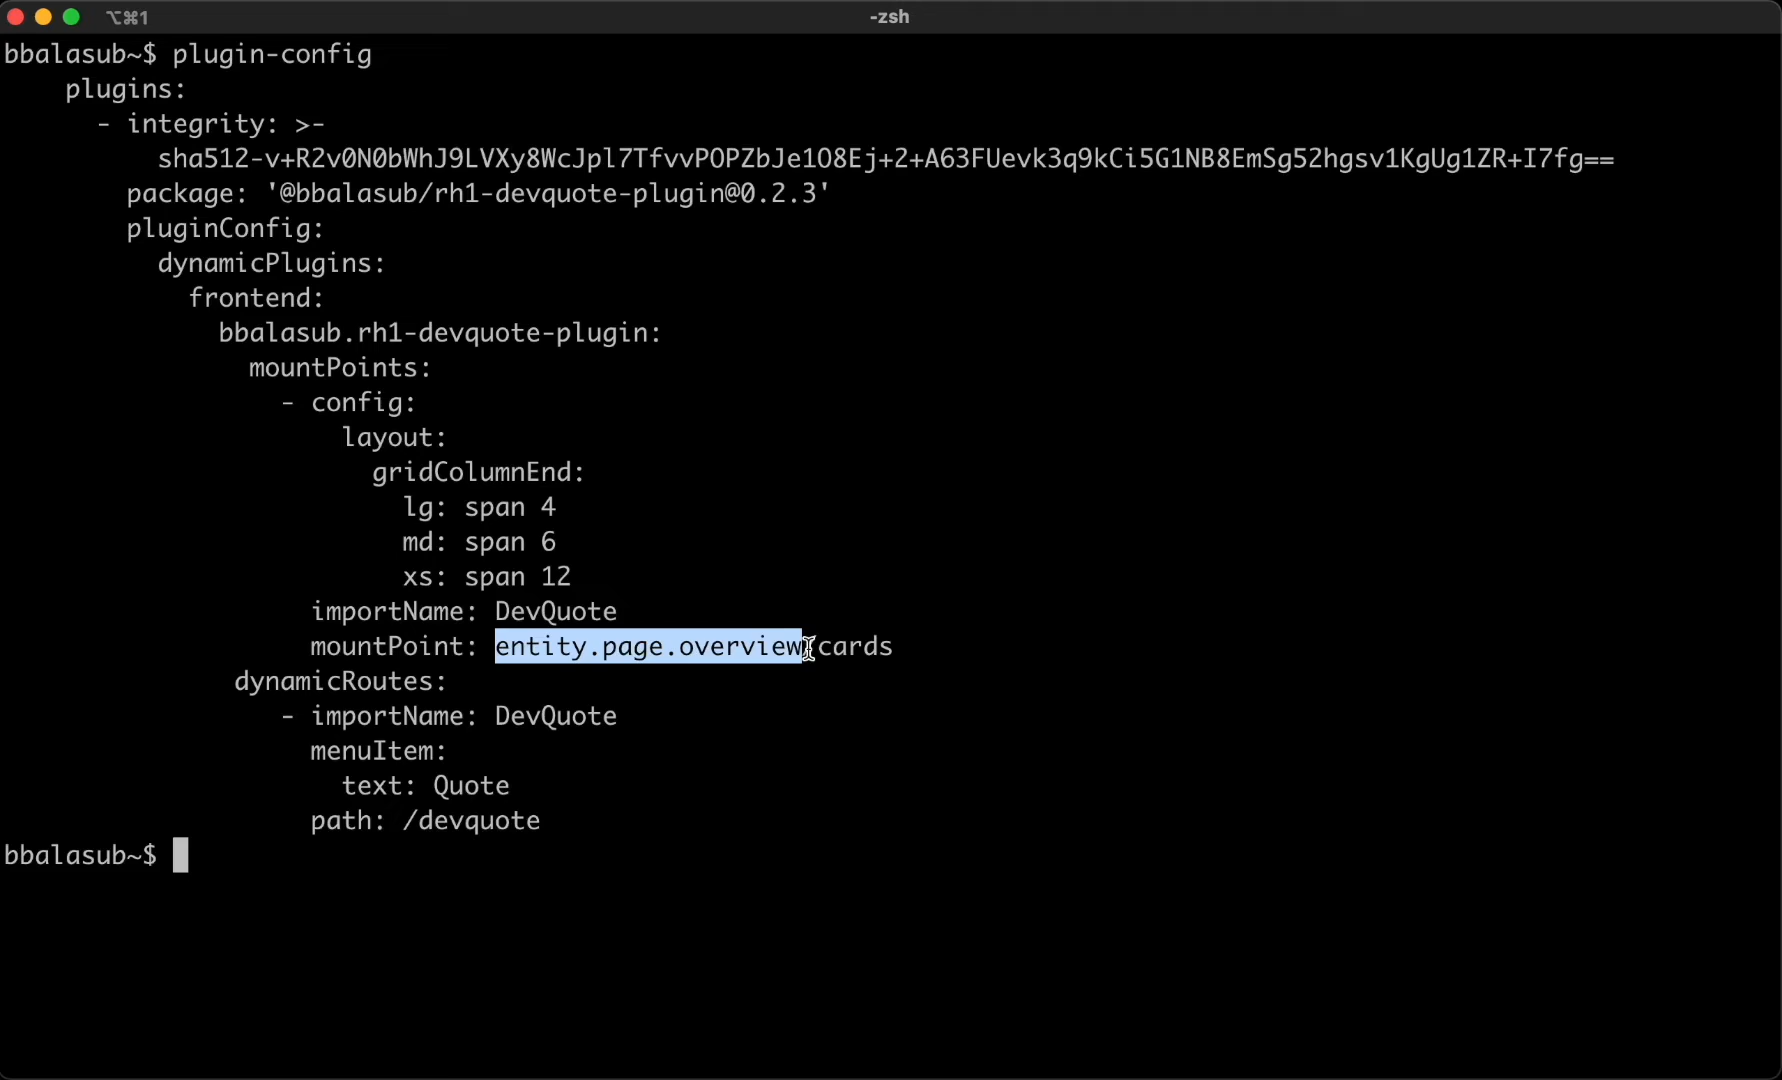 ⌥⌘1
-zsh
bbalasub~$ plugin-config
plugins:
- integrity: >-
sha512-v+R2v0N0bWhJ9LVXy8WcJpl7TfvvPOPZbJe1O8Ej+2+A63FUevk3q9kCi5G1NB8EmSg52hgsv1KgUg1ZR+I7fg==
package: '@bbalasub/rh1-devquote-plugin@0.2.3'
pluginConfig:
dynamicPlugins:
frontend:
bbalasub.rh1-devquote-plugin:
mountPoints:
- config:
layout:
gridColumnEnd:
lg: span 4
md: span 6
xs: span 12
importName: DevQuote
mountPoint: entity.page.overview/cards
dynamicRoutes:
- importName: DevQuote
menuItem:
text: Quote
path: /devquote
bbalasub~$